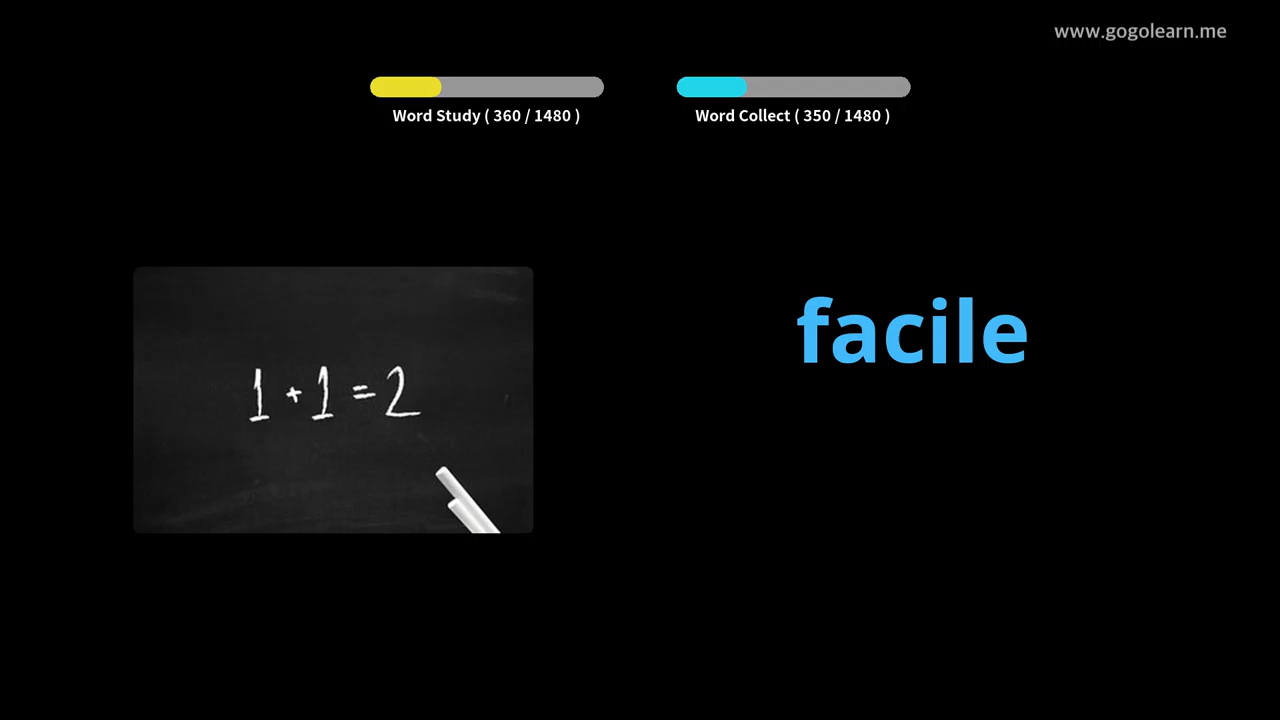 www.gogolearn.me
Word Study ( 360 / 1480 )
Word Collect ( 350 / 1480 )
1 + 1 = 2
facile